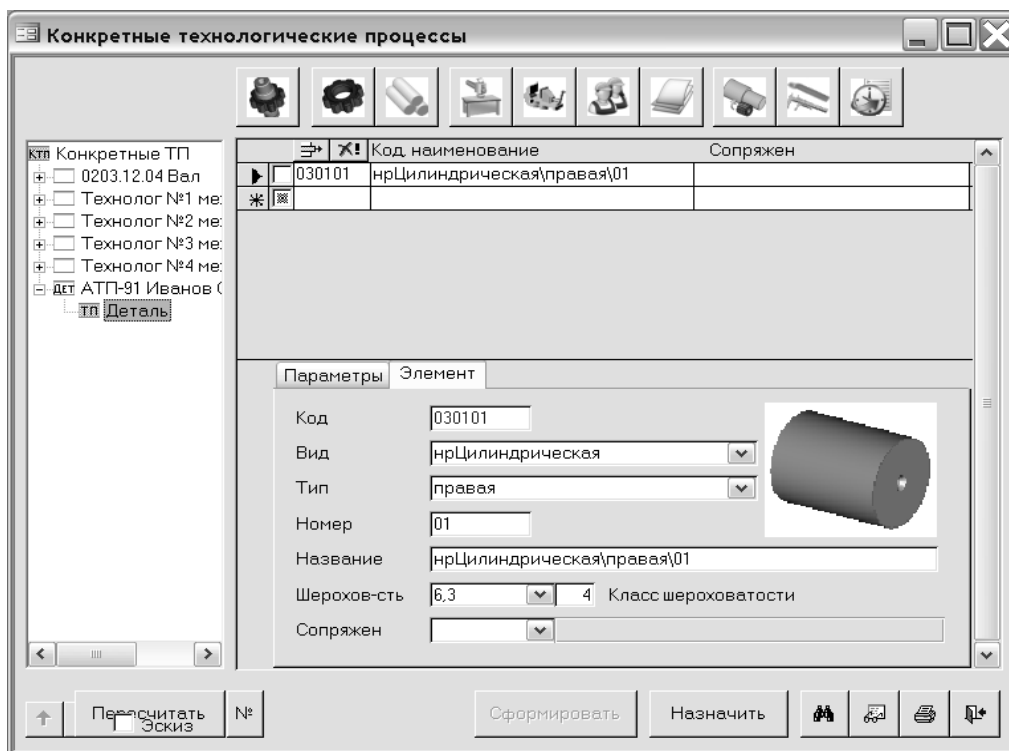 Конкретные технологические процессы
КТП Конкретные ТП
0203.12.04 Вал
Технолог №1 ме
Технолог №2 ме
Технолог №3 ме
Технолог №4 ме
ДЕТ АТП-91 Иванов
ТП Деталь
Код, наименование Сопряжен
030101 нрЦилиндрическая\правая\01
Параметры Элемент
Код 030101
Вид нрЦилиндрическая
Тип правая
Номер 01
Название нрЦилиндрическая\правая\01
Шерохов-сть 6,3 4 Класс шероховатости
Сопряжен
Пересчитать № Сформировать Назначить
Эскиз